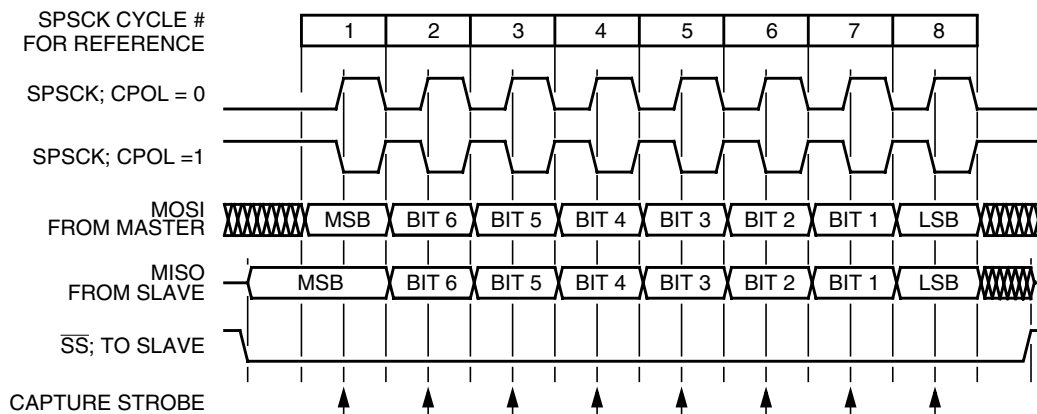 SPSCK CYCLE #
FOR REFERENCE
1 2 3 4 5 6 7 8
SPSCK; CPOL = 0
SPSCK; CPOL =1
MOSI
FROM MASTER
MSB BIT 6 BIT 5 BIT 4 BIT 3 BIT 2 BIT 1 LSB
MISO
FROM SLAVE
MSB BIT 6 BIT 5 BIT 4 BIT 3 BIT 2 BIT 1 LSB
SS; TO SLAVE
CAPTURE STROBE